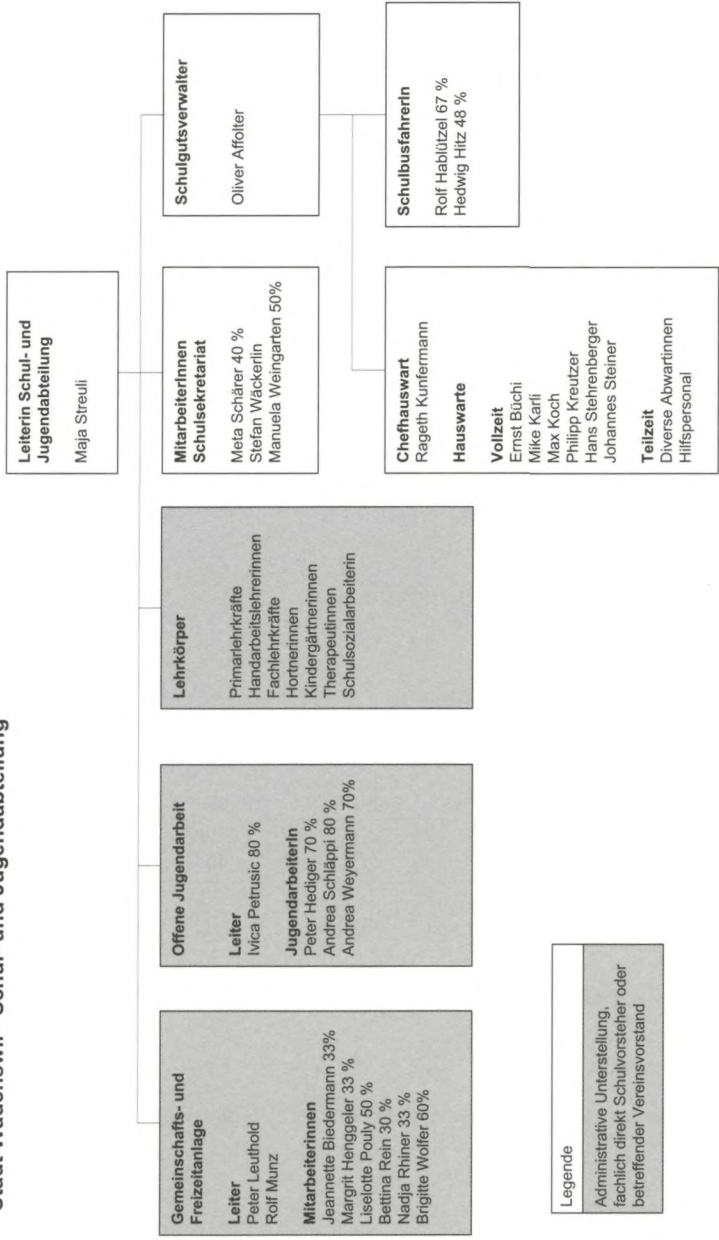 Stadt Wädenswil - Schul- und Jugendabteilung
Leiterin Schul- und
Jugendabteilung
Maja Streuli
Gemeinschafts- und
Freizeitanlage
Leiter
Peter Leuthold
Rolf Munz
Mitarbeiterinnen
Jeannette Biedermann 33%
Margrit Henggeler 33 %
Liselotte Pouly 50 %
Bettina Rein 30 %
Nadja Rhiner 33 %
Brigitte Wolfer 60%
Offene Jugendarbeit
Leiter
Ivica Petrusic 80 %
JugendarbeiterIn
Peter Hediger 70 %
Andrea Schläppi 80 %
Andrea Weyermann 70%
Lehrkörper
Primarlehrkräfte
Handarbeitslehrerinnen
Fachlehrkräfte
Hortnerinnen
Kindergärtnerinnen
Therapeutinnen
Schulsozialarbeiterin
MitarbeiterInnen
Schulsekretariat
Meta Schärer 40 %
Stefan Wäckerlin
Manuela Weingarten 50%
Schulgutsverwalter
Oliver Affolter
Chefhauswart
Rageth Kunfermann
Hauswarte
Vollzeit
Ernst Büchi
Mike Karli
Max Koch
Philipp Kreutzer
Hans Stehrenberger
Johannes Steiner
Teilzeit
Diverse Abwartinnen
Hilfspersonal
SchulbusfahrerIn
Rolf Hablützel 67 %
Hedwig Hitz 48 %
Legende
Administrative Unterstellung,
fachlich direkt Schulvorsteher oder
betreffender Vereinsvorstand